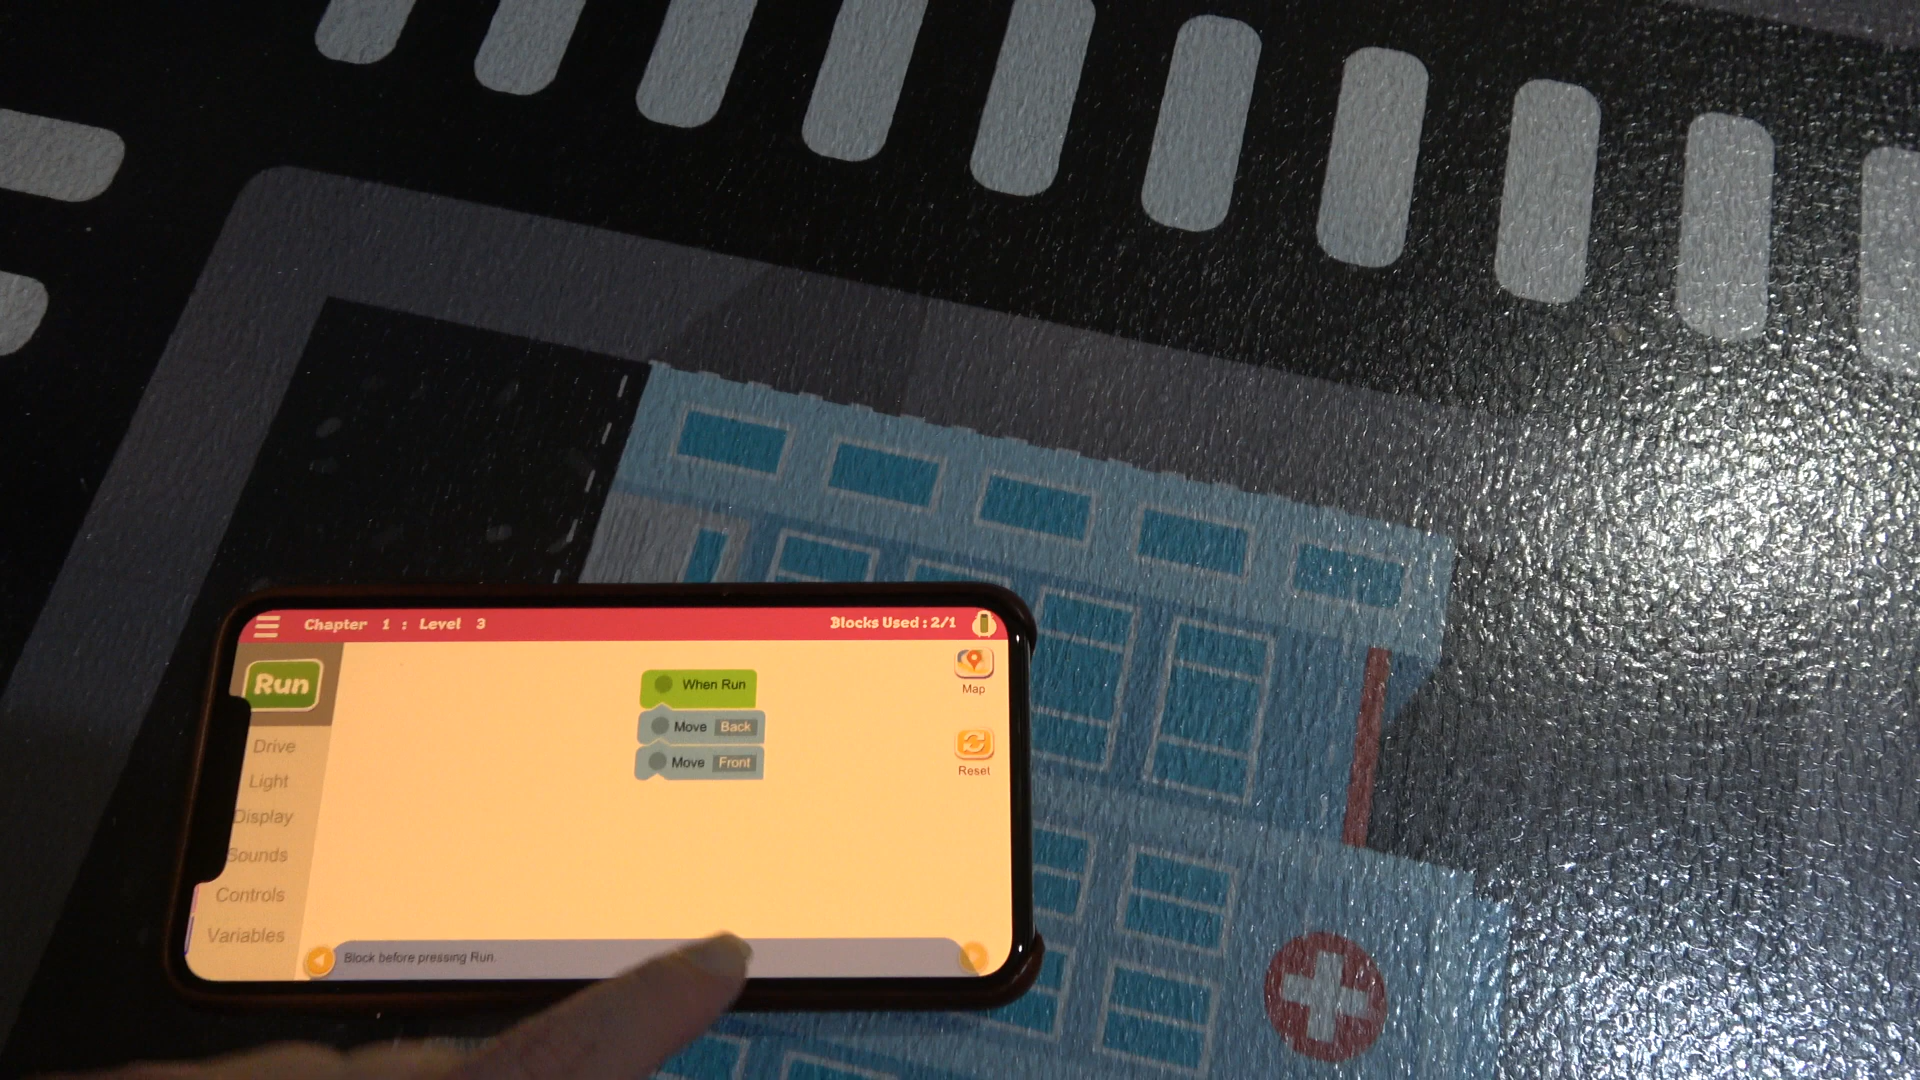 Chapter 1 : Level 3
Blocks Used : 2/1
Run
When Run
Move Back
Move Front
Map
Reset
Drive
Light
Display
Sounds
Controls
Variables
Block before pressing Run.